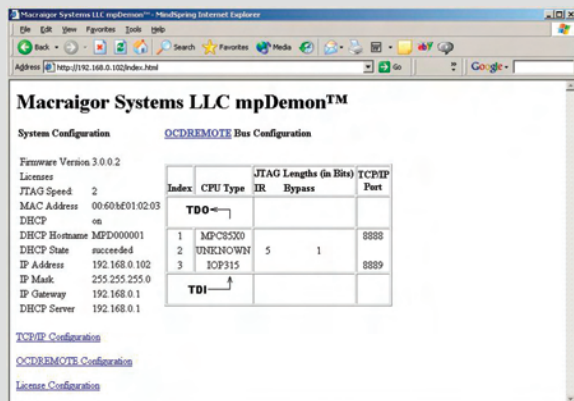 Macraigor Systems LLC mpDemon™ - MindSpring Internet Explorer
File Edit View Favorites Tools Help
Back Search Favorites Media
Address http://192.168.0.102/index.html Go Google
Macraigor Systems LLC mpDemon™
System Configuration OCDREMOTE Bus Configuration
Firmware Version 3.0.0.2
Licenses
JTAG Speed: 2
MAC Address 00:60:bf:01:02:03
DHCP on
DHCP Hostname MPD000001
DHCP State succeeded
IP Address 192.168.0.102
IP Mask 255.255.255.0
IP Gateway 192.168.0.1
DHCP Server 192.168.0.1
JTAG Lengths (in Bits) TCP/IP
Index CPU Type IR Bypass Port
TDO
1 MPC85X0 8888
2 UNKNOWN 5 1
3 IOP315 8889
TDI
TCP/IP Configuration
OCDREMOTE Configuration
License Configuration